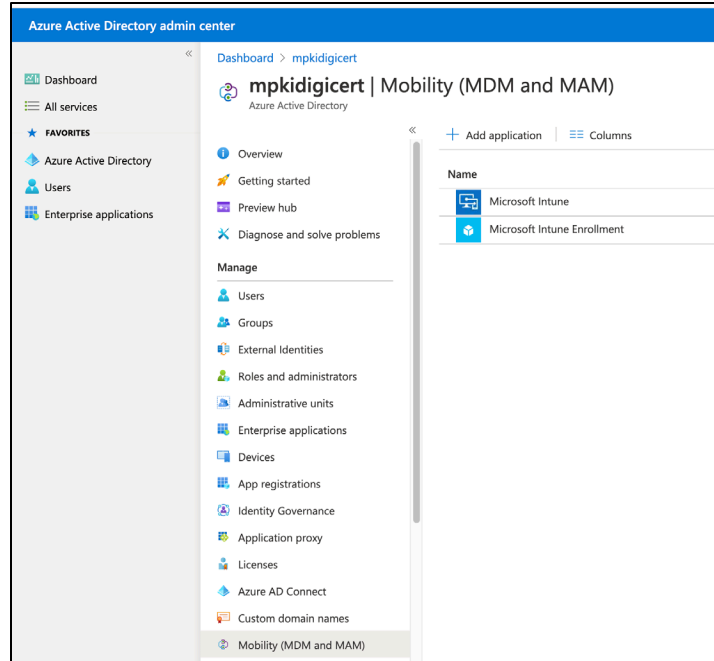 Azure Active Directory admin center
«
Dashboard
All services
FAVORITES
Azure Active Directory
Users
Enterprise applications
Dashboard > mpkidigicert
mpkidigicert | Mobility (MDM and MAM)
Azure Active Directory
«
Overview
Getting started
Preview hub
Diagnose and solve problems
Manage
Users
Groups
External Identities
Roles and administrators
Administrative units
Enterprise applications
Devices
App registrations
Identity Governance
Application proxy
Licenses
Azure AD Connect
Custom domain names
Mobility (MDM and MAM)
+ Add application | Columns
Name
Microsoft Intune
Microsoft Intune Enrollment